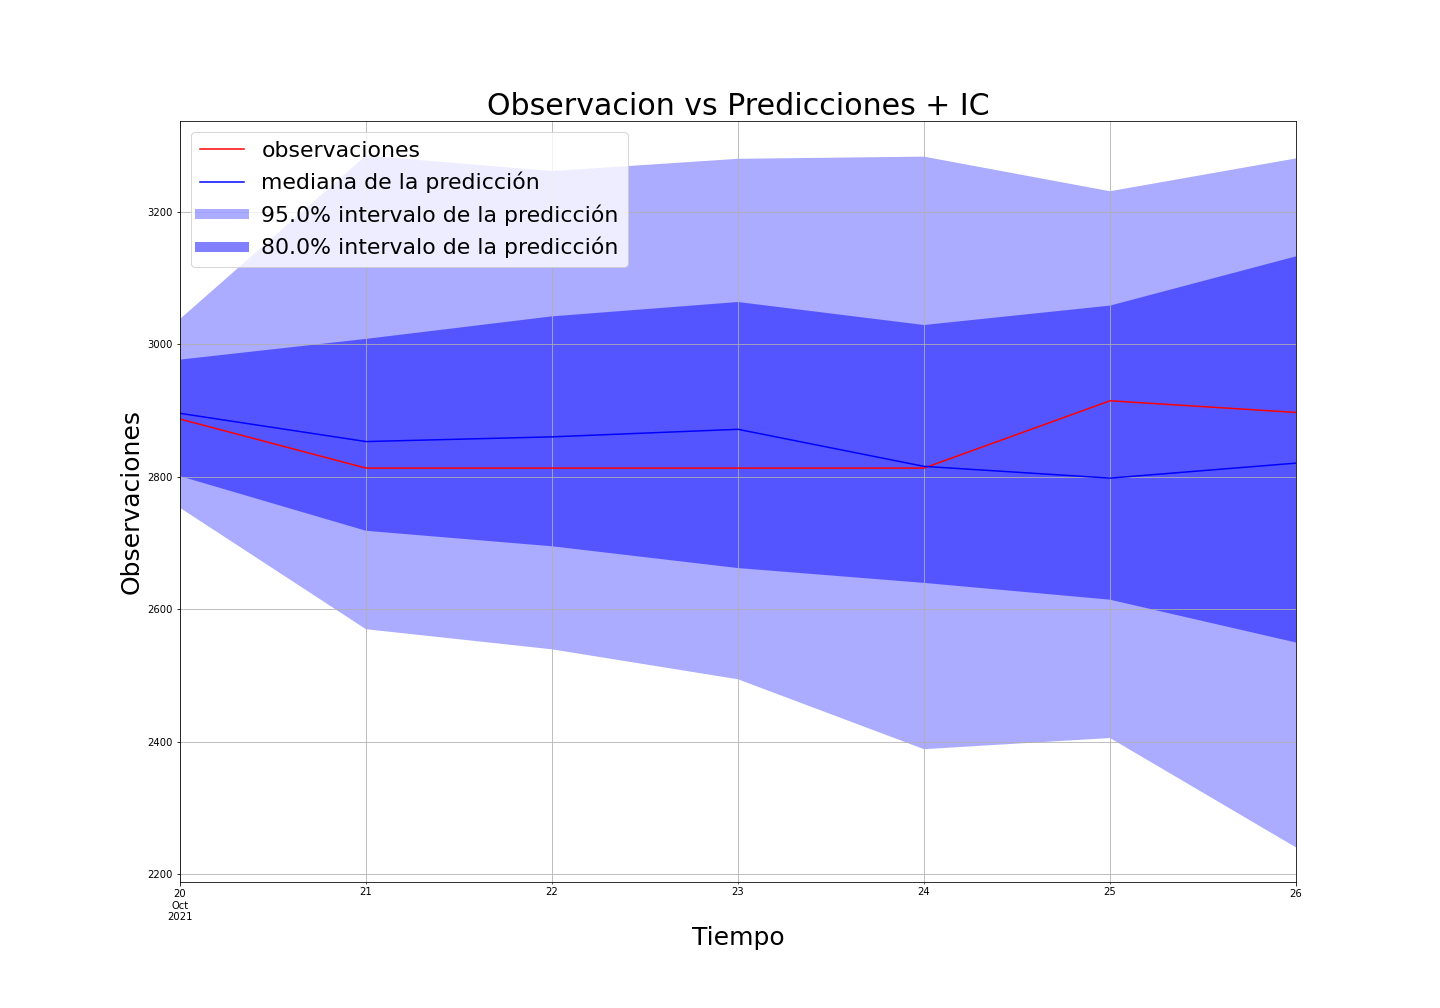 Observacion vs Predicciones + IC
observaciones
mediana de la predicción
95.0% intervalo de la predicción
80.0% intervalo de la predicción
Observaciones
3200
3000
2800
2600
2400
2200
20 21 22 23 24 25 26
Oct
2021
Tiempo